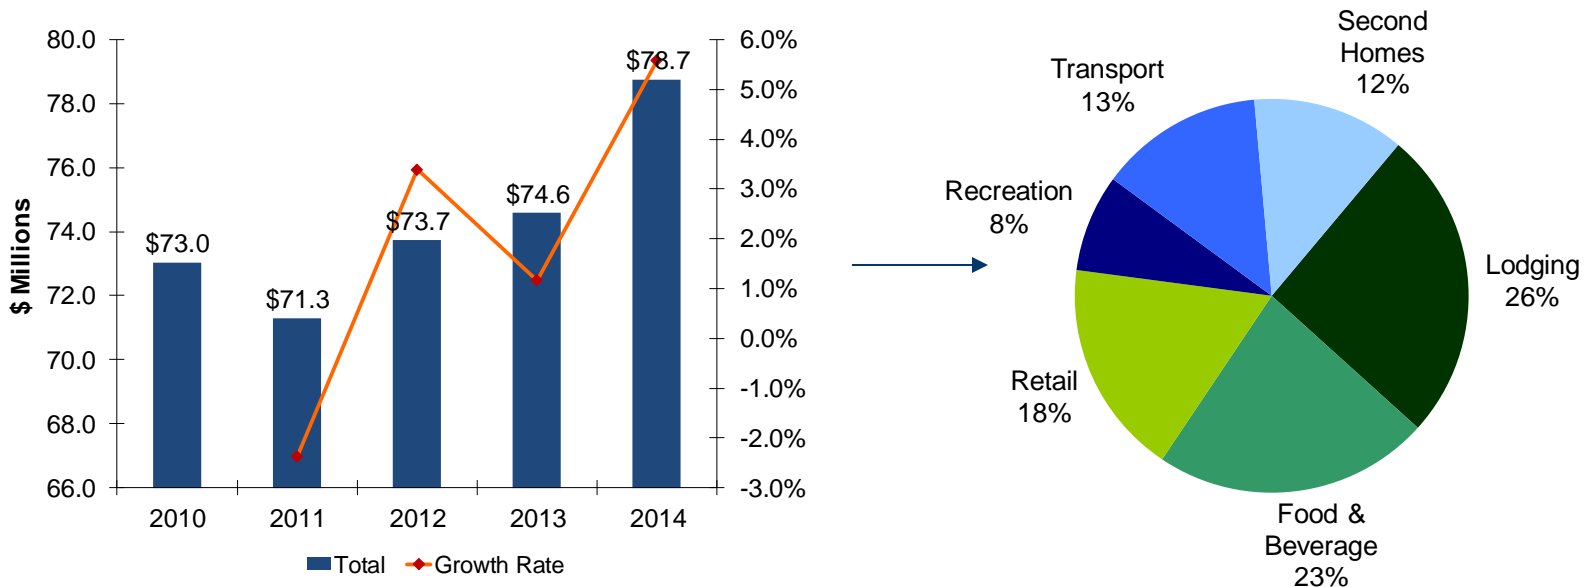 80.0
78.0
76.0
74.0
72.0
70.0
68.0
66.0
$ Millions
$73.0
$71.3
$73.7
$74.6
$78.7
6.0%
5.0%
4.0%
3.0%
2.0%
1.0%
0.0%
-1.0%
-2.0%
-3.0%
2010 2011 2012 2013 2014
Total Growth Rate
Second
Homes
12%
Transport
13%
Recreation
8%
Lodging
26%
Retail
18%
Food &
Beverage
23%